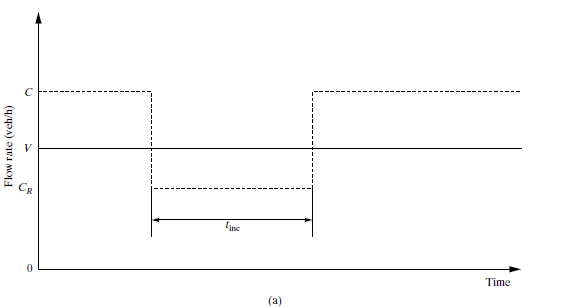 C
Flow rate (veh/h)
V
C_R
t_inc
0
Time
(a)